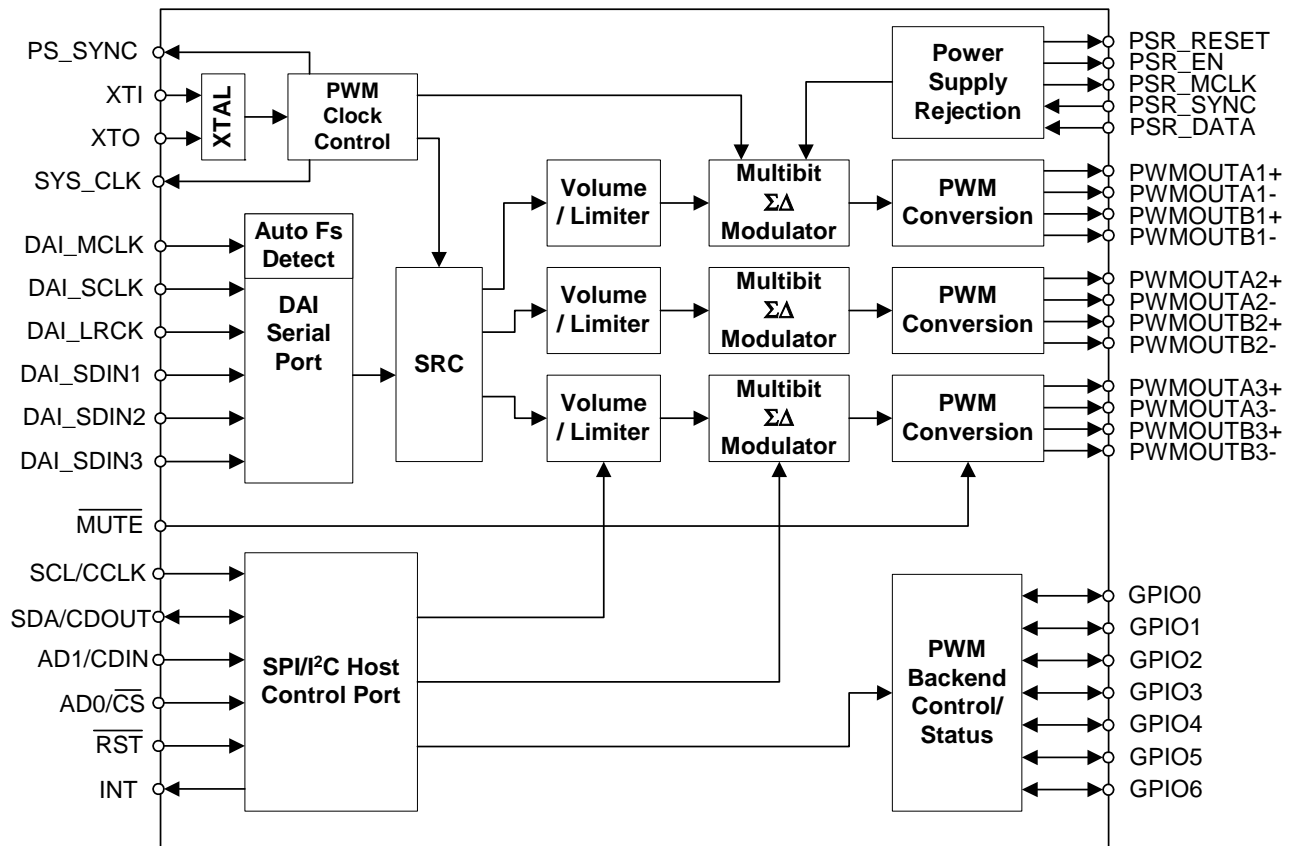 PS_SYNC
XTI
XTO
SYS_CLK
XTAL
PWM
Clock
Control
Power
Supply
Rejection
PSR_RESET
PSR_EN
PSR_MCLK
PSR_SYNC
PSR_DATA
DAI_MCLK
DAI_SCLK
DAI_LRCK
DAI_SDIN1
DAI_SDIN2
DAI_SDIN3
Auto Fs
Detect
DAI
Serial
Port
SRC
Volume
/ Limiter
Multibit
ΣΔ
Modulator
PWM
Conversion
PWMOUTA1+
PWMOUTA1-
PWMOUTB1+
PWMOUTB1-
Volume
/ Limiter
Multibit
ΣΔ
Modulator
PWM
Conversion
PWMOUTA2+
PWMOUTA2-
PWMOUTB2+
PWMOUTB2-
Volume
/ Limiter
Multibit
ΣΔ
Modulator
PWM
Conversion
PWMOUTA3+
PWMOUTA3-
PWMOUTB3+
PWMOUTB3-
M̅U̅T̅E̅
SCL/CCLK
SDA/CDOUT
AD1/CDIN
AD0/C̅S̅
R̅S̅T̅
INT
SPI/I²C Host
Control Port
PWM
Backend
Control/
Status
GPIO0
GPIO1
GPIO2
GPIO3
GPIO4
GPIO5
GPIO6